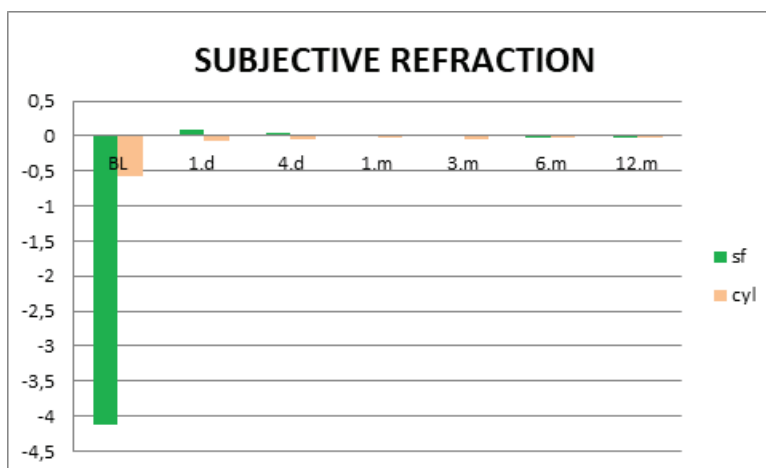 SUBJECTIVE REFRACTION
0,5
0
-0,5
-1
-1,5
-2
-2,5
-3
-3,5
-4
-4,5
BL 1.d 4.d 1.m 3.m 6.m 12.m
sf
cyl